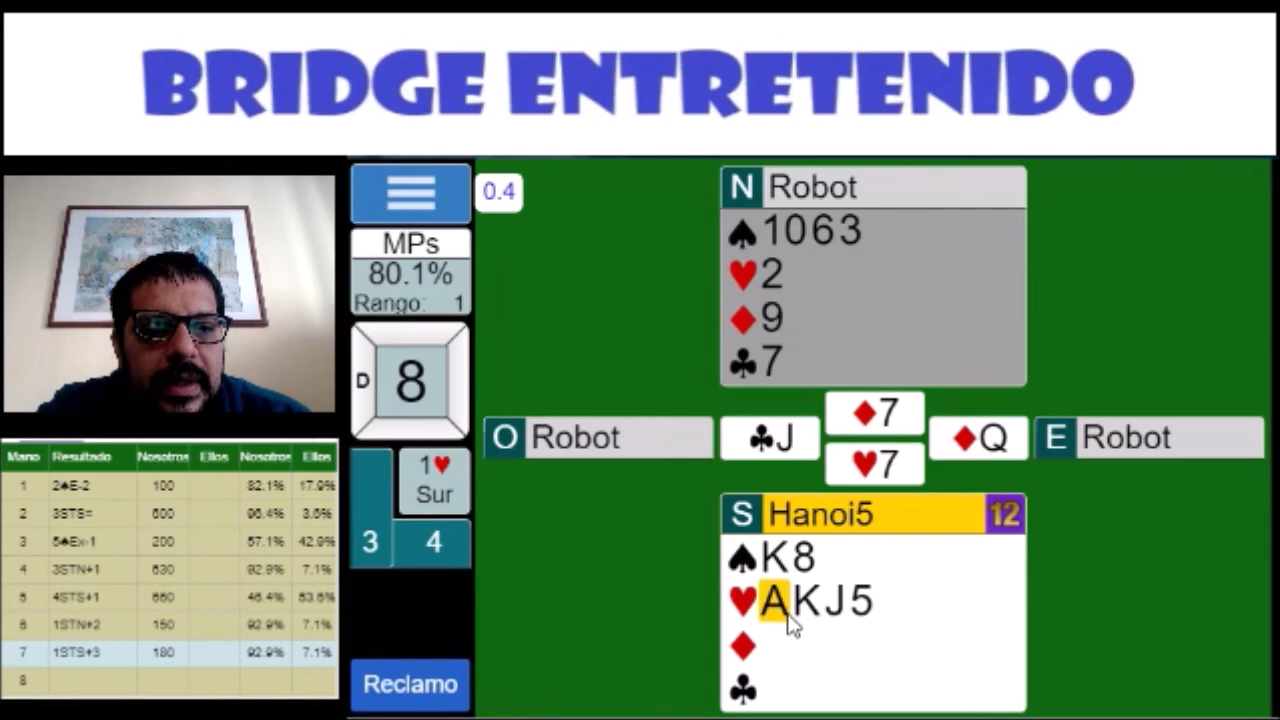 BRIDGE ENTRETENIDO
0.4
N Robot
♠1063
♥2
♦9
♣7
MPs
80.1%
Rango: 1
D 8
1♥
Sur
3 4
Reclamo
O Robot
♣J
♦7
♥7
♦Q
E Robot
S Hanoi5 12
♠K8
♥AKJ5
♦
♣
Mano Resultado Nosotros Ellos Nosotros Ellos
1 2♠E-2 100 82.1% 17.9%
2 3STS= 600 96.4% 3.6%
3 5♠Ex-1 200 57.1% 42.9%
4 3STN+1 630 92.9% 7.1%
5 4STS+1 660 46.4% 53.6%
6 1STN+2 150 92.9% 7.1%
7 1STS+3 180 92.9% 7.1%
8